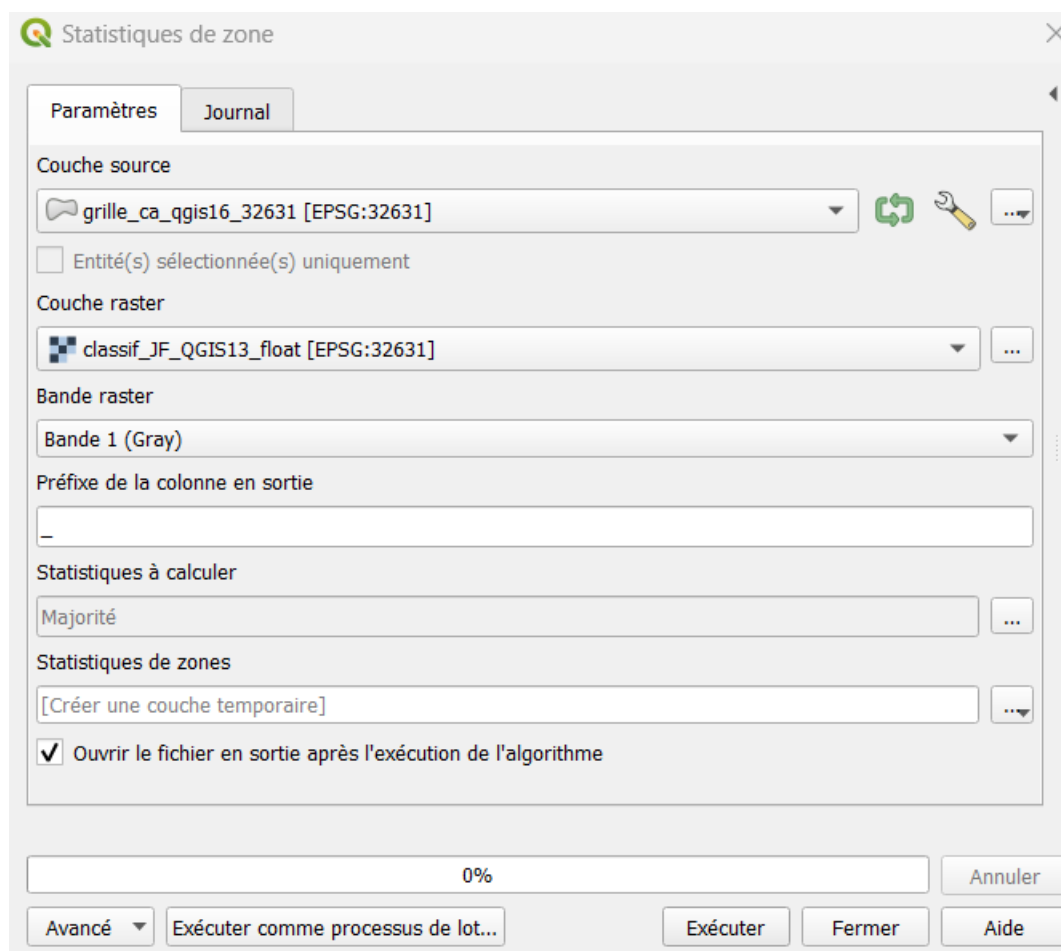 Statistiques de zone
Paramètres Journal
Couche source
grille_ca_qgis16_32631 [EPSG:32631]
...
Entité(s) sélectionnée(s) uniquement
Couche raster
classif_JF_QGIS13_float [EPSG:32631]
...
Bande raster
Bande 1 (Gray)
Préfixe de la colonne en sortie
_
Statistiques à calculer
Majorité
...
Statistiques de zones
[Créer une couche temporaire]
...
Ouvrir le fichier en sortie après l'exécution de l'algorithme
0%
Annuler
Avancé Exécuter comme processus de lot... Exécuter Fermer Aide